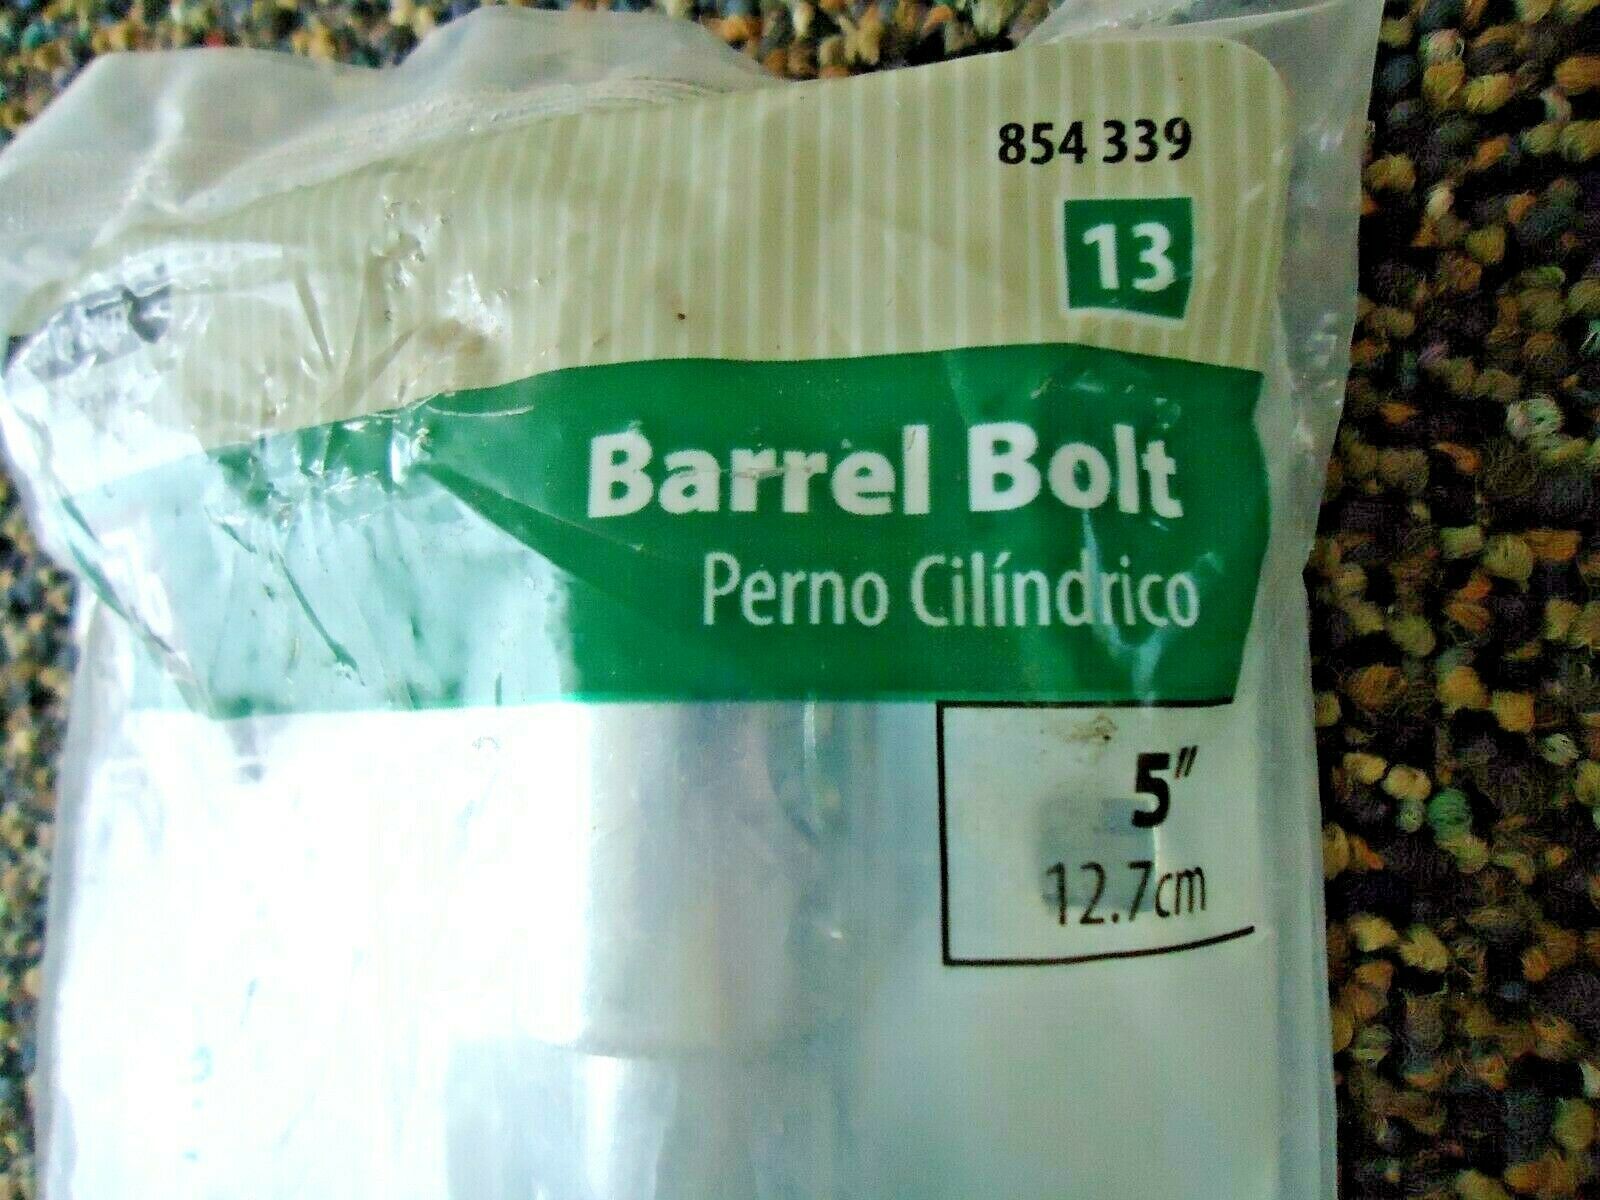 854 339
13
Barrel Bolt
Perno Cilíndrico
5"
12.7cm